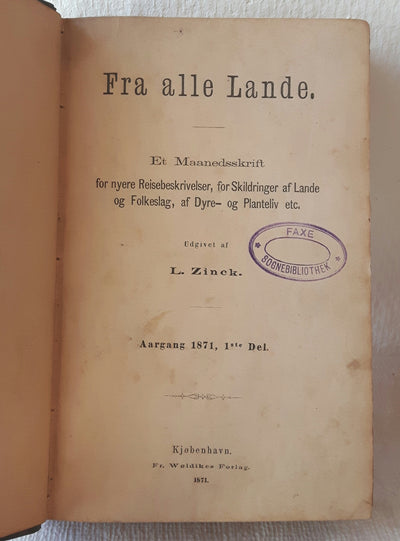 Fra alle Lande.
Et Maanedsskrift
for nyere Reisebeskrivelser, for Skildringer af Lande
og Folkeslag, af Dyre- og Planteliv etc.
Udgivet af
L. Zinck.
FAXE
* SOGNEBIBLIOTHEK *
Aargang 1871, 1ste Del.
Kjøbenhavn.
Fr. Wøldikes Forlag.
1871.